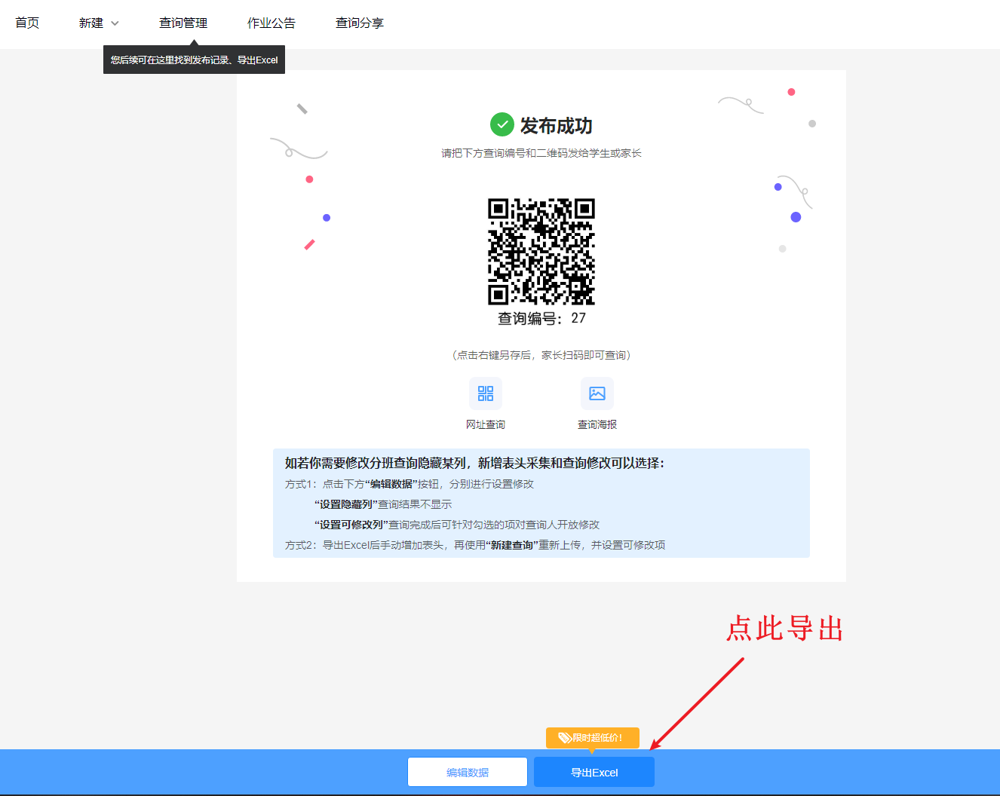 首页 新建 查询管理 作业公告 查询分享
您后续可在这里找到发布记录、导出Excel
发布成功
请把下方查询编号和二维码发给学生或家长
查询编号：27
（点击右键另存后，家长扫码即可查询）
网址查询 查询海报
如若你需要修改分班查询隐藏某列，新增表头采集和查询修改可以选择：
方式1：点击下方“编辑数据”按钮，分别进行设置修改
“设置隐藏列”查询结果不显示
“设置可修改列”查询完成后可针对勾选的项对查询人开放修改
方式2：导出Excel后手动增加表头，再使用“新建查询”重新上传，并设置可修改项
点此导出
限时超低价！
编辑数据 导出Excel